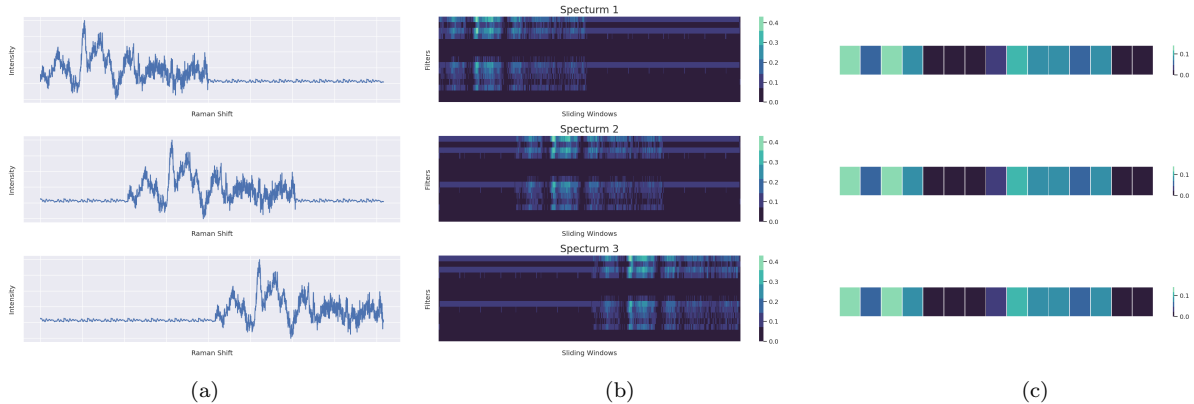 Specturm 1
Intensity
Raman Shift
Filters
Sliding Windows
0.4
0.3
0.2
0.1
0.0
0.1
0.0
Specturm 2
Intensity
Raman Shift
Filters
Sliding Windows
0.4
0.3
0.2
0.1
0.0
0.1
0.0
Specturm 3
Intensity
Raman Shift
Filters
Sliding Windows
0.4
0.3
0.2
0.1
0.0
0.1
0.0
(a) (b) (c)